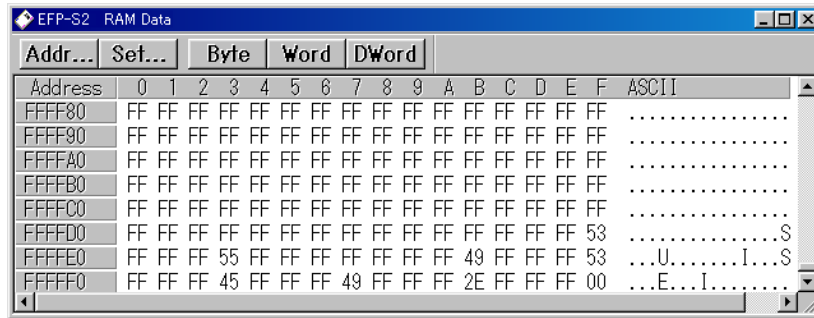 EFP-S2 RAM Data
Addr... Set... Byte Word DWord
Address 0 1 2 3 4 5 6 7 8 9 A B C D E F ASCII
FFFF80 FF FF FF FF FF FF FF FF FF FF FF FF FF FF FF FF ................
FFFF90 FF FF FF FF FF FF FF FF FF FF FF FF FF FF FF FF ................
FFFFA0 FF FF FF FF FF FF FF FF FF FF FF FF FF FF FF FF ................
FFFFB0 FF FF FF FF FF FF FF FF FF FF FF FF FF FF FF FF ................
FFFFC0 FF FF FF FF FF FF FF FF FF FF FF FF FF FF FF FF ................
FFFFD0 FF FF FF FF FF FF FF FF FF FF FF FF FF FF FF 53 ...............S
FFFFE0 FF FF FF 55 FF FF FF FF FF FF FF 49 FF FF FF 53 ...U.......I...S
FFFFF0 FF FF FF 45 FF FF FF 49 FF FF FF 2E FF FF FF 00 ...E...I........